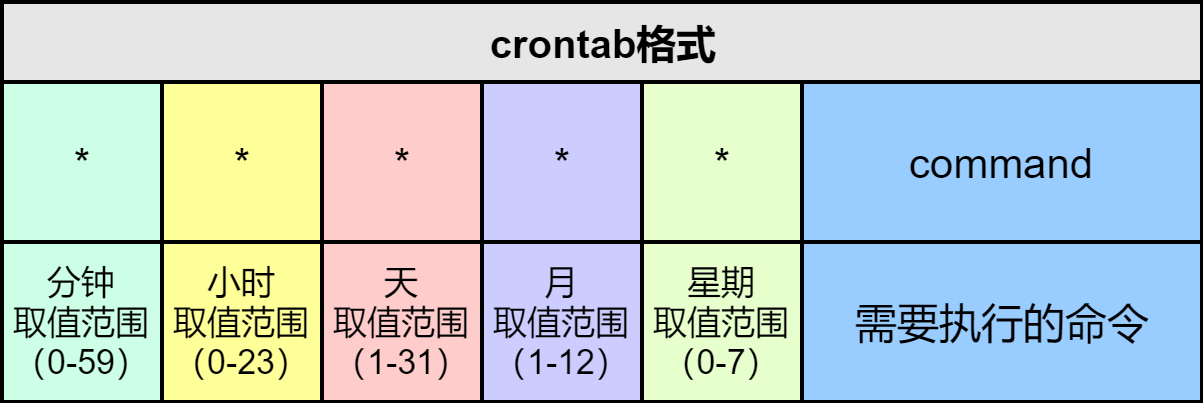 crontab格式
* * * * * command
分钟 小时 天 月 星期 需要执行的命令
取值范围 取值范围 取值范围 取值范围 取值范围
（0-59） （0-23） （1-31） （1-12） （0-7）